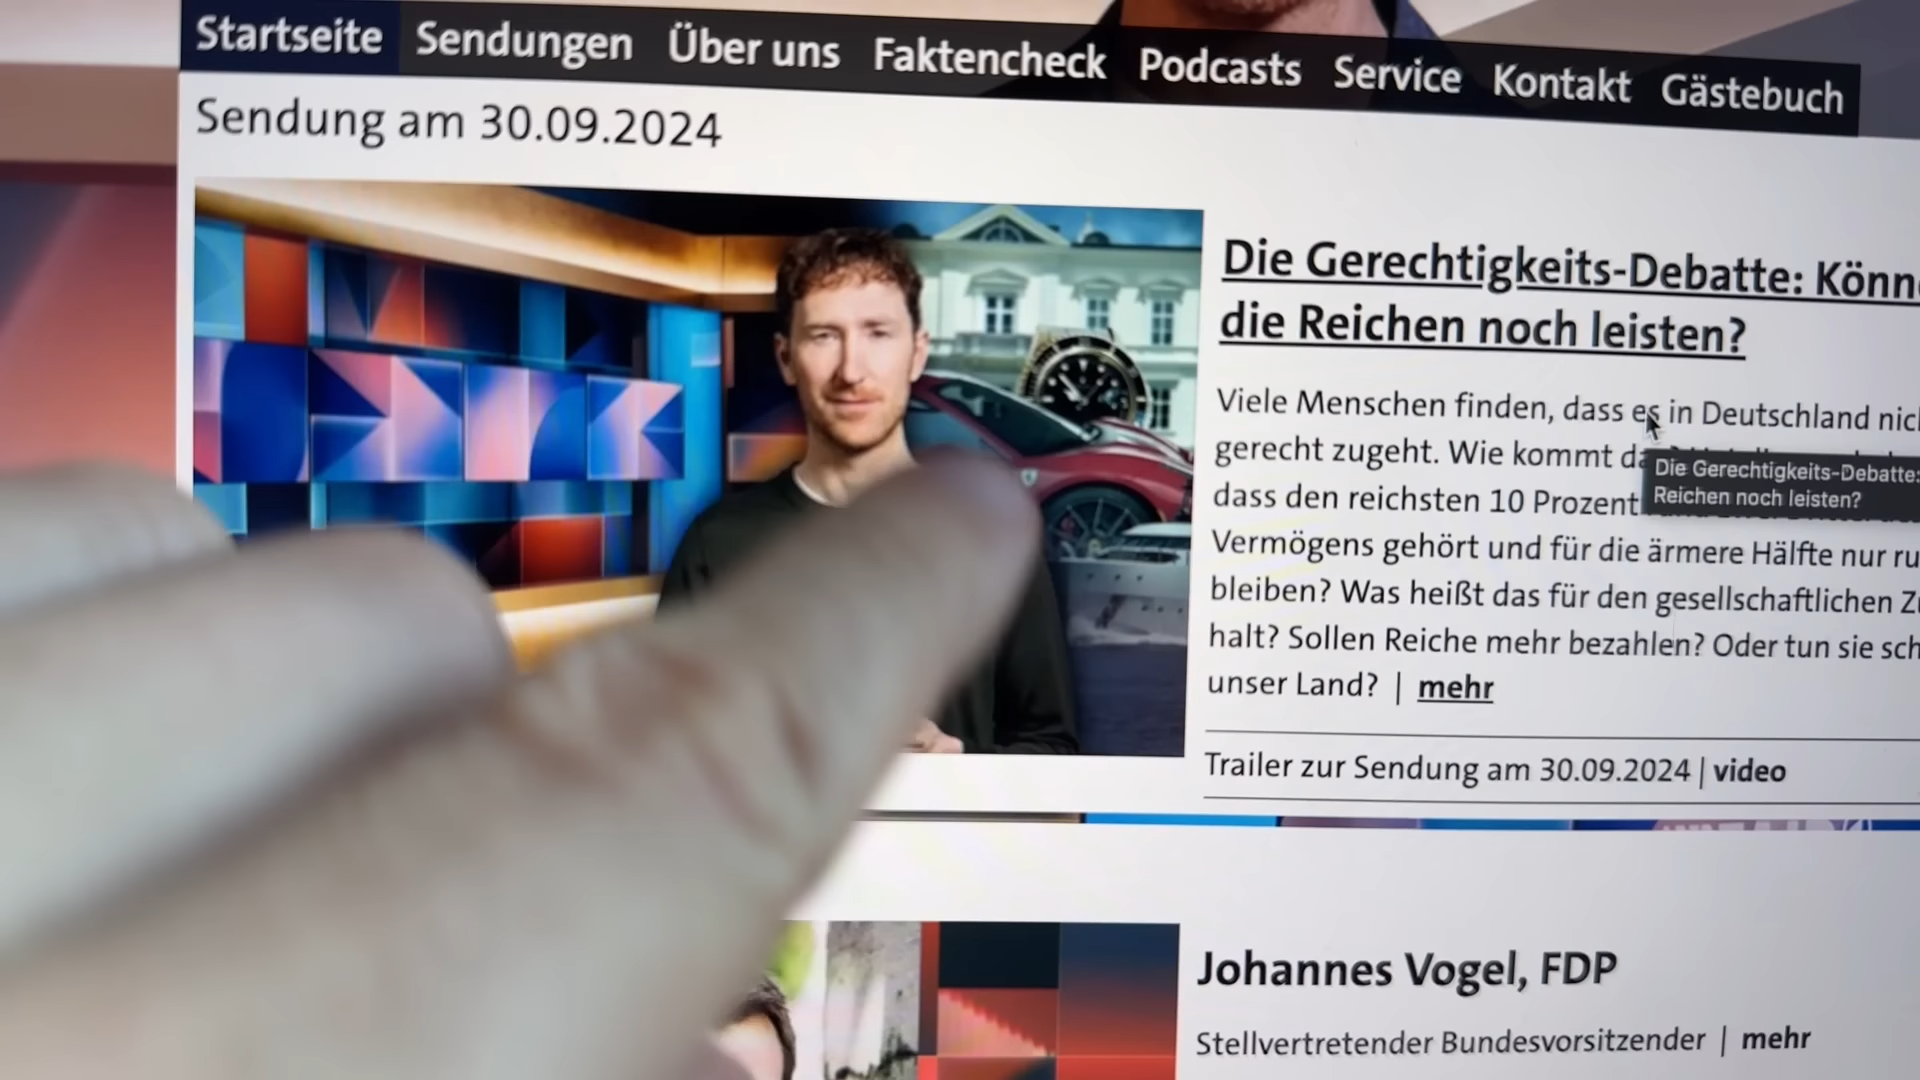 Startseite Sendungen Über uns Faktencheck Podcasts Service Kontakt Gästebuch
Sendung am 30.09.2024
Die Gerechtigkeits-Debatte: Könn
die Reichen noch leisten?
Viele Menschen finden, dass es in Deutschland nic
gerecht zugeht. Wie kommt da
Die Gerechtigkeits-Debatte:
Reichen noch leisten?
dass den reichsten 10 Prozent
Vermögens gehört und für die ärmere Hälfte nur ru
bleiben? Was heißt das für den gesellschaftlichen Z
halt? Sollen Reiche mehr bezahlen? Oder tun sie sch
unser Land? | mehr
Trailer zur Sendung am 30.09.2024 | video
Johannes Vogel, FDP
Stellvertretender Bundesvorsitzender | mehr